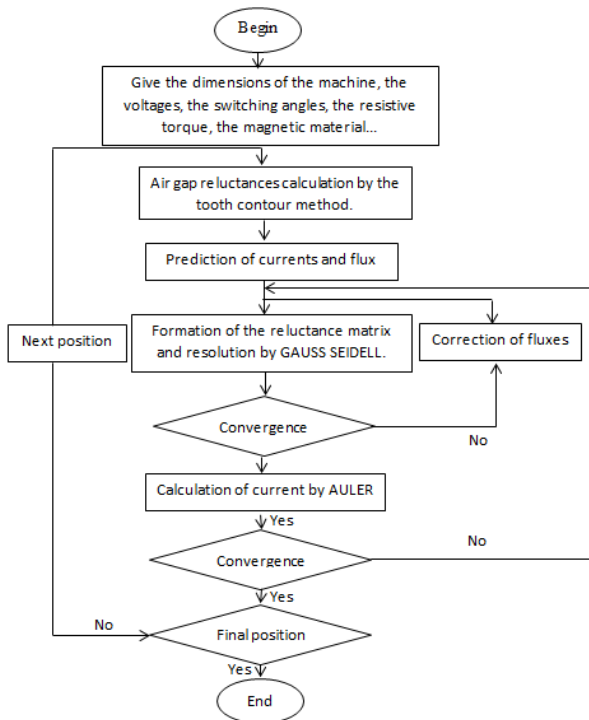 Begin
Give the dimensions of the machine, the
voltages, the switching angles, the resistive
torque, the magnetic material...
Air gap reluctances calculation by the
tooth contour method.
Prediction of currents and flux
Next position
Formation of the reluctance matrix
and resolution by GAUSS SEIDELL.
Correction of fluxes
Convergence
No
Calculation of current by AULER
Yes
Convergence
No
Yes
Final position
No
Yes
End